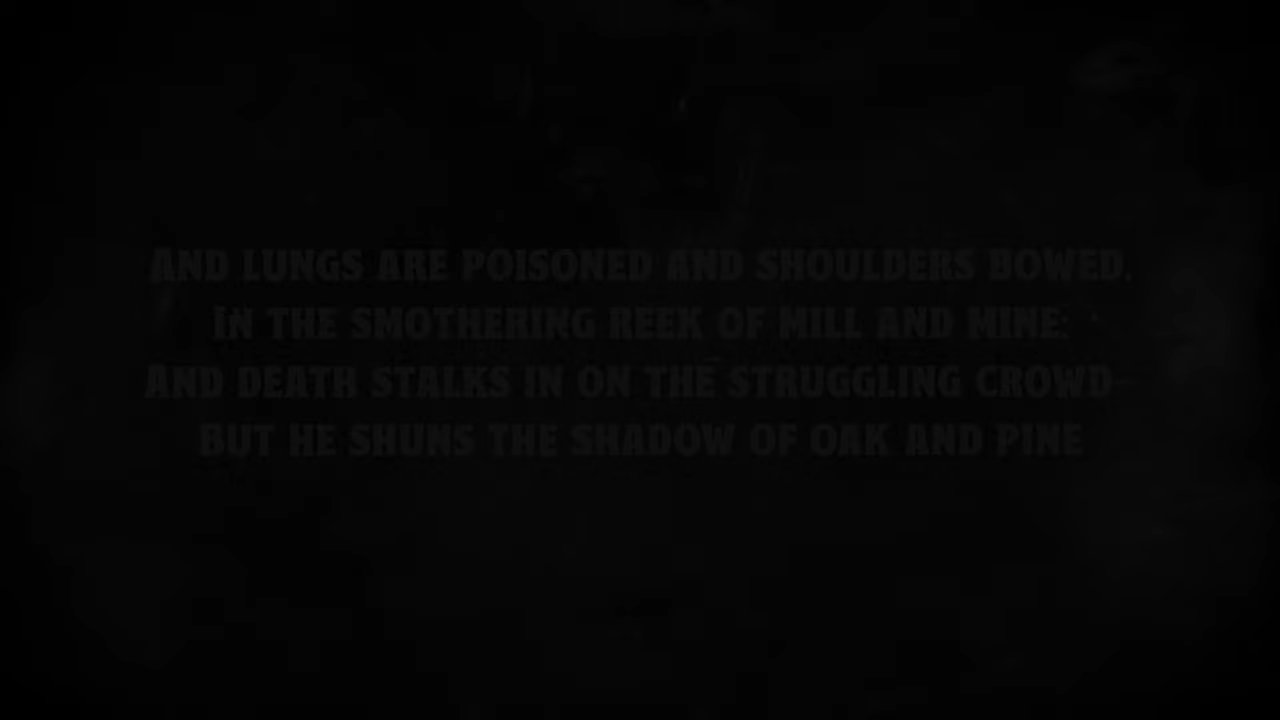 And lungs are poisoned and shoulders bowed,
In the smothering reek of mill and mine;
And death stalks in on the struggling crowd—
But he shuns the shadow of oak and pine